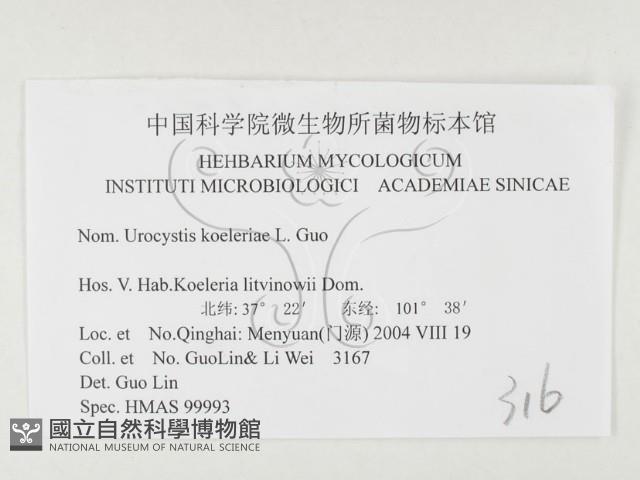 中国科学院微生物所菌物标本馆
HEHBARIUM MYCOLOGICUM
INSTITUTI MICROBIOLOGICI ACADEMIAE SINICAE
Nom. Urocystis koeleriae L. Guo
Hos. V. Hab.Koeleria litvinowii Dom.
北纬: 37° 22′ 东经: 101° 38′
Loc. et No.Qinghai: Menyuan(门源) 2004 VIII 19
Coll. et No. GuoLin& Li Wei 3167
Det. Guo Lin
Spec. HMAS 99993
316
國立自然科學博物館
NATIONAL MUSEUM OF NATURAL SCIENCE